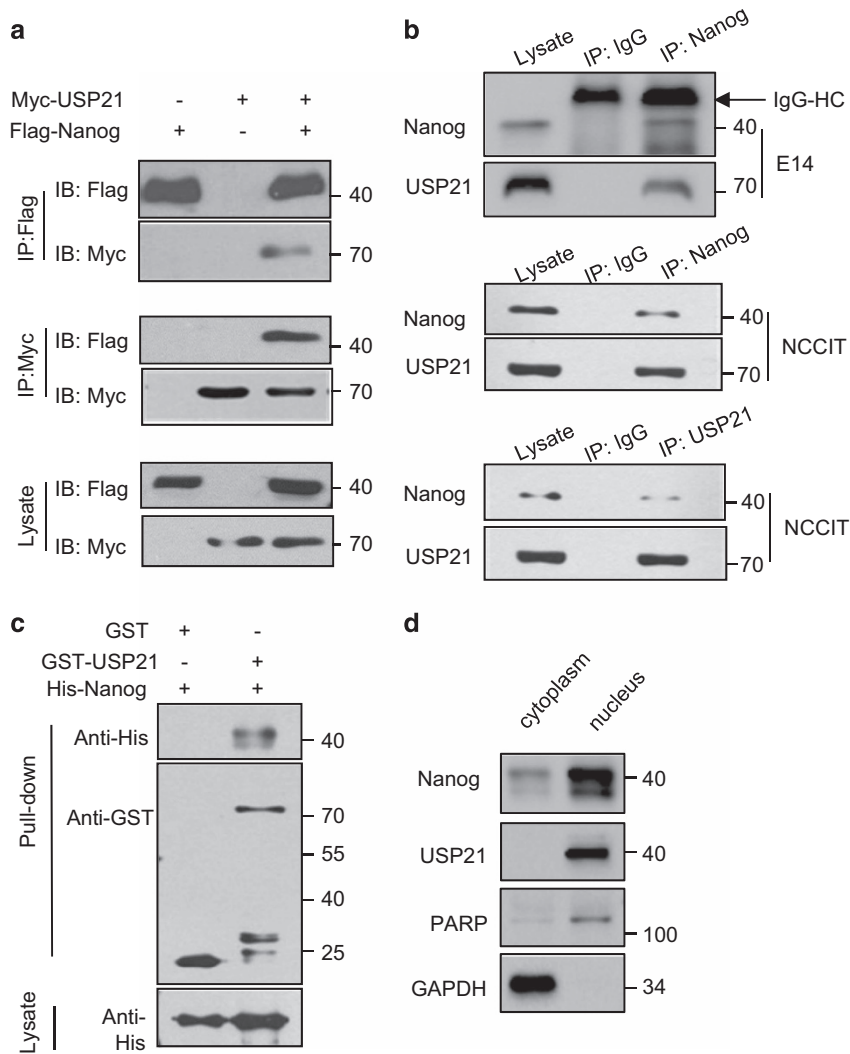 a
Myc-USP21 - + +
Flag-Nanog + - +
IP:Flag
IB: Flag 40
IB: Myc 70
IP:Myc
IB: Flag 40
IB: Myc 70
Lysate
IB: Flag 40
IB: Myc 70
b
Lysate IP: IgG IP: Nanog
IgG-HC
Nanog 40
USP21 70
E14
Lysate IP: IgG IP: Nanog
Nanog 40
USP21 70
NCCIT
Lysate IP: IgG IP: USP21
Nanog 40
USP21 70
NCCIT
c
GST + -
GST-USP21 - +
His-Nanog + +
Pull-down
Anti-His 40
Anti-GST 70
55
40
25
Lysate
Anti-
His
d
cytoplasm nucleus
Nanog 40
USP21 40
PARP 100
GAPDH 34